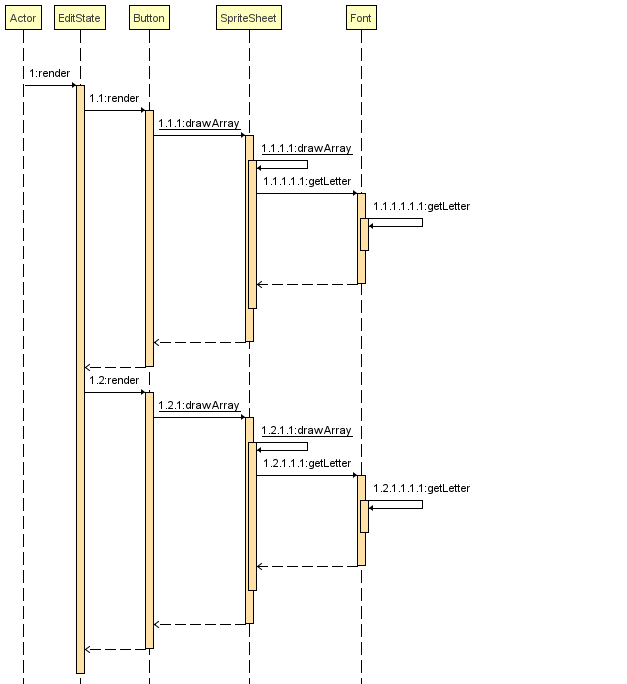 Actor EditState Button SpriteSheet Font
1:render
1.1:render
1.1.1:drawArray
1.1.1.1:drawArray
1.1.1.1.1:getLetter
1.1.1.1.1.1:getLetter
1.2:render
1.2.1:drawArray
1.2.1.1:drawArray
1.2.1.1.1:getLetter
1.2.1.1.1.1:getLetter